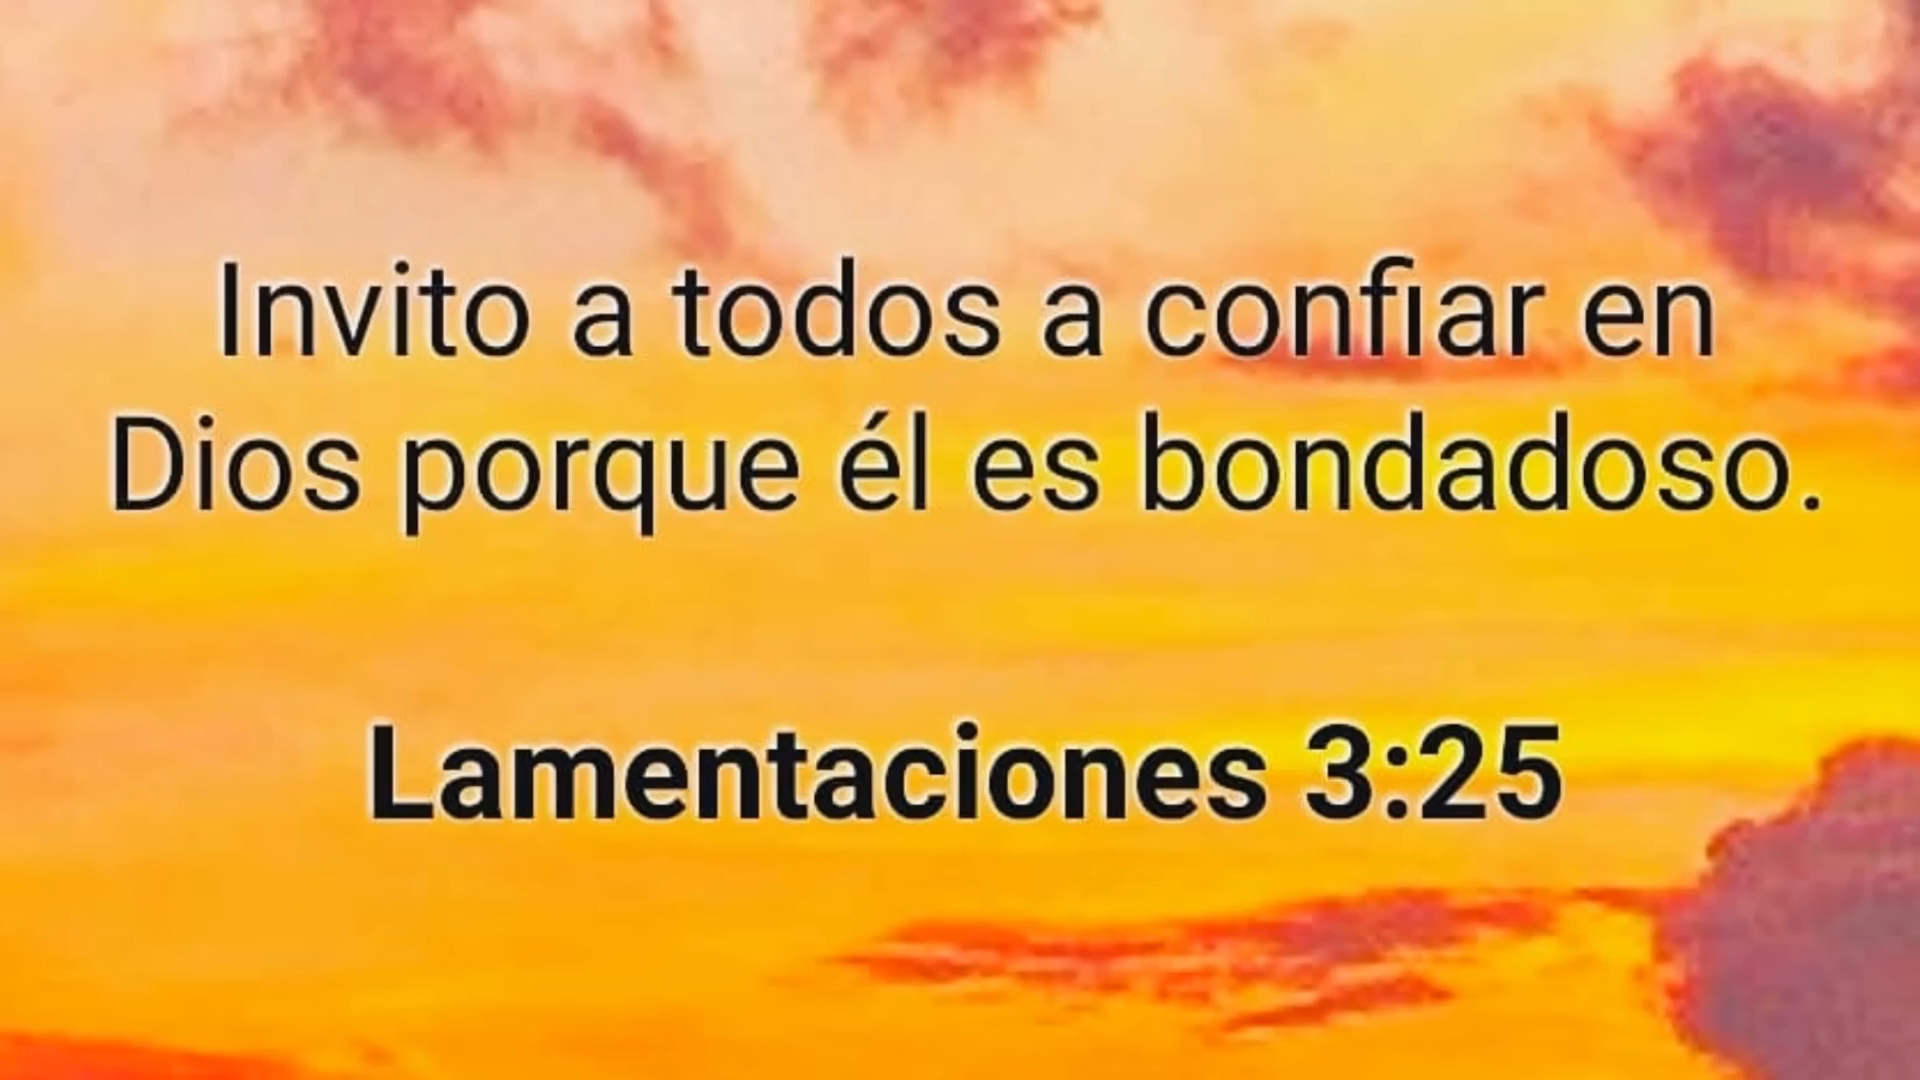 Invito a todos a confiar en
Dios porque él es bondadoso.
Lamentaciones 3:25